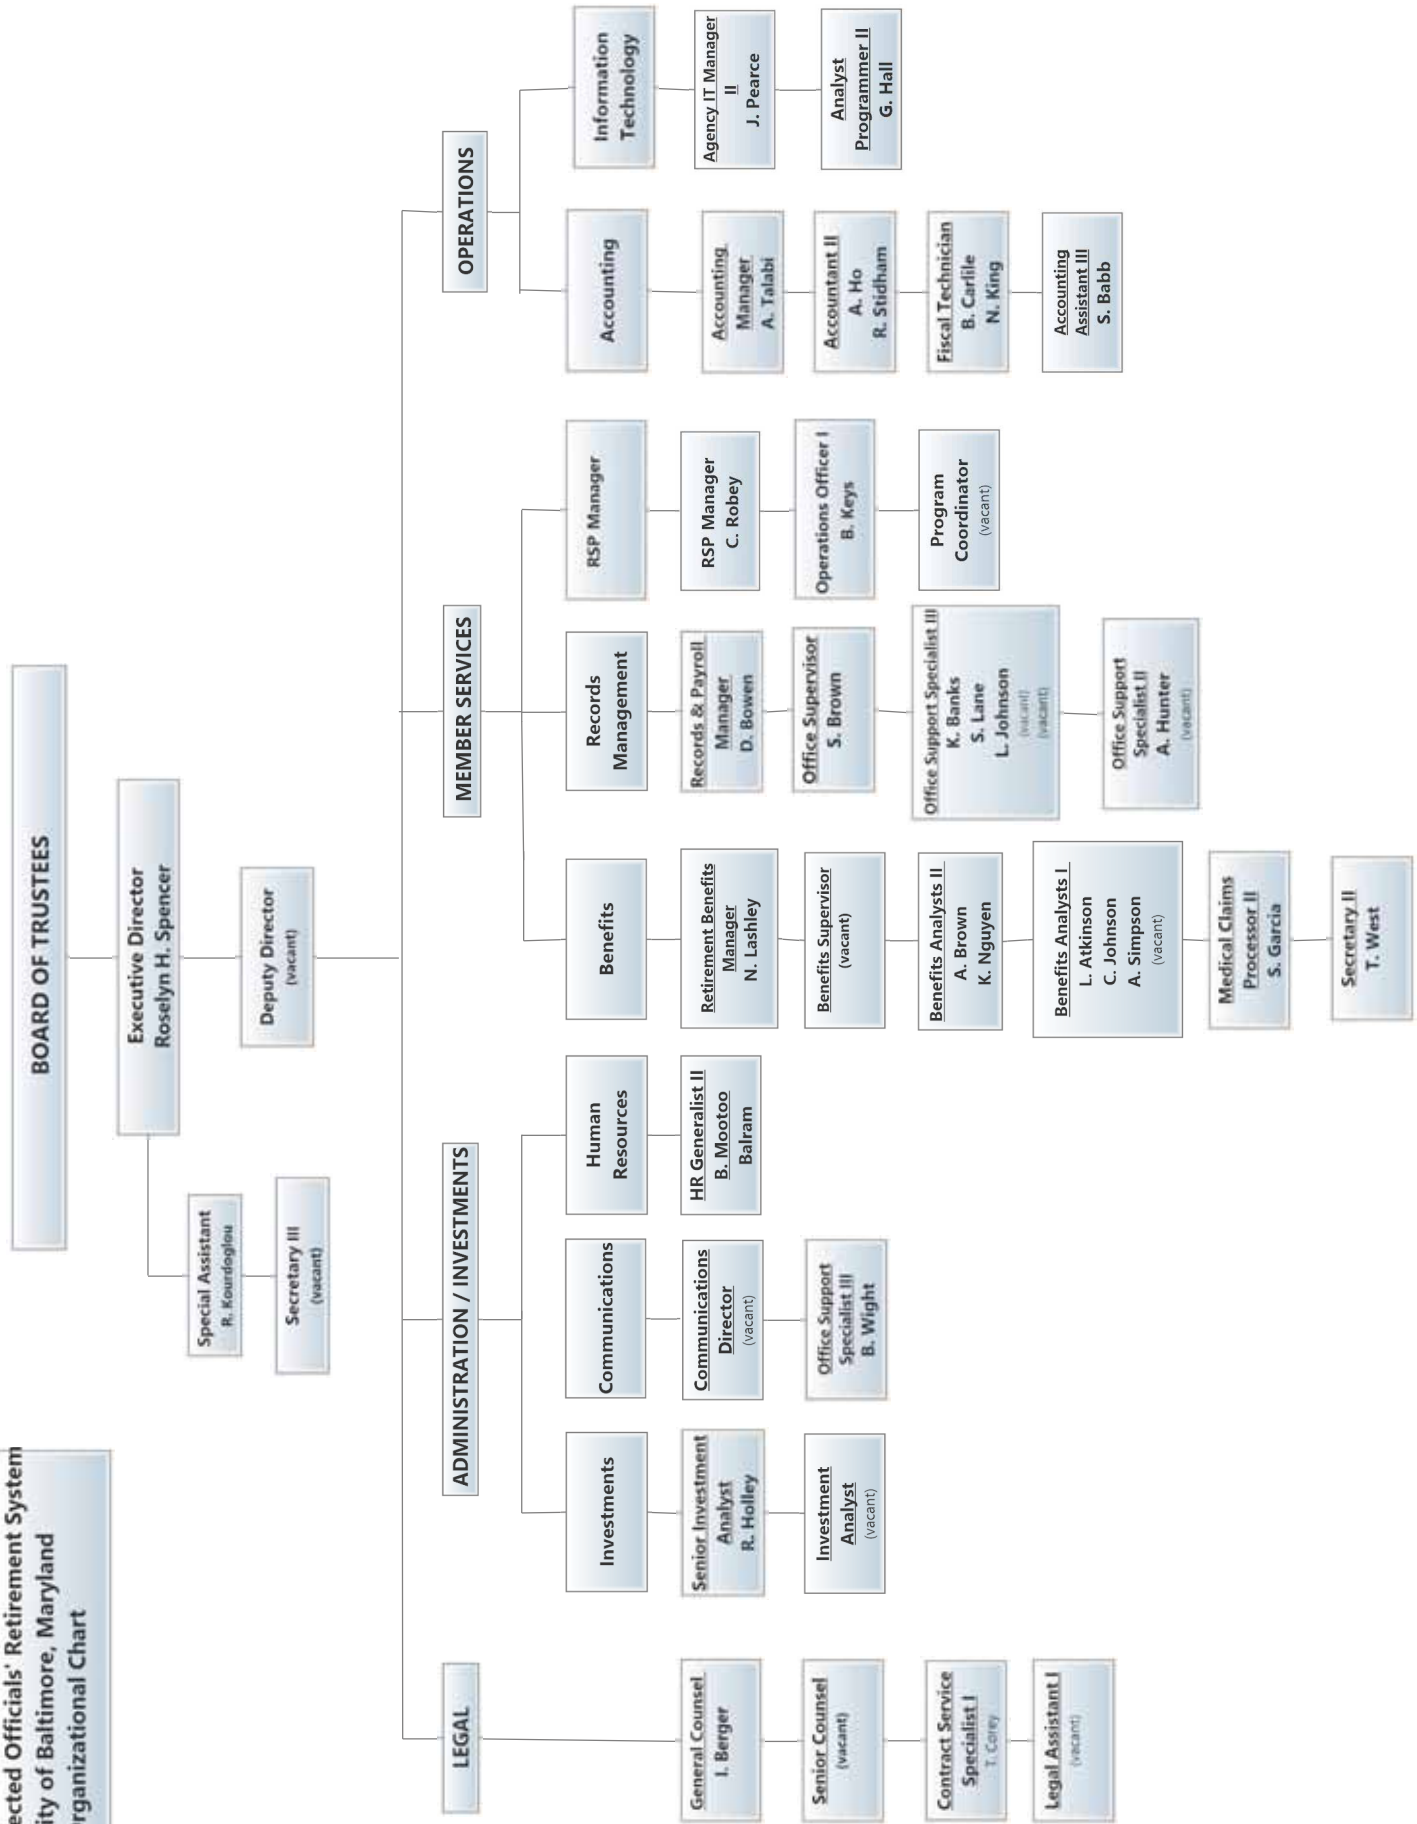 ected Officials' Retirement System
ity of Baltimore, Maryland
rganizational Chart
BOARD OF TRUSTEES
Executive Director
Roselyn H. Spencer
Special Assistant
R. Kourdoglou
Secretary III
(vacant)
Deputy Director
(vacant)
LEGAL
General Counsel
I. Berger
Senior Counsel
(vacant)
Contract Service
Specialist I
T. Corey
Legal Assistant I
(vacant)
ADMINISTRATION / INVESTMENTS
Investments
Senior Investment
Analyst
R. Holley
Investment
Analyst
(vacant)
Communications
Communications
Director
(vacant)
Office Support
Specialist III
B. Wight
Human
Resources
HR Generalist II
B. Mootoo
Balram
MEMBER SERVICES
Benefits
Retirement Benefits
Manager
N. Lashley
Benefits Supervisor
(vacant)
Benefits Analysts II
A. Brown
K. Nguyen
Benefits Analysts I
L. Atkinson
C. Johnson
A. Simpson
(vacant)
Medical Claims
Processor II
S. Garcia
Secretary II
T. West
Records
Management
Records & Payroll
Manager
D. Bowen
Office Supervisor
S. Brown
Office Support Specialist III
K. Banks
S. Lane
L. Johnson
(vacant)
(vacant)
Office Support
Specialist II
A. Hunter
(vacant)
RSP Manager
RSP Manager
C. Robey
Operations Officer I
B. Keys
Program
Coordinator
(vacant)
OPERATIONS
Accounting
Accounting
Manager
A. Talabi
Accountant II
A. Ho
R. Stidham
Fiscal Technician
B. Carlile
N. King
Accounting
Assistant III
S. Babb
Information
Technology
Agency IT Manager
II
J. Pearce
Analyst
Programmer II
G. Hall